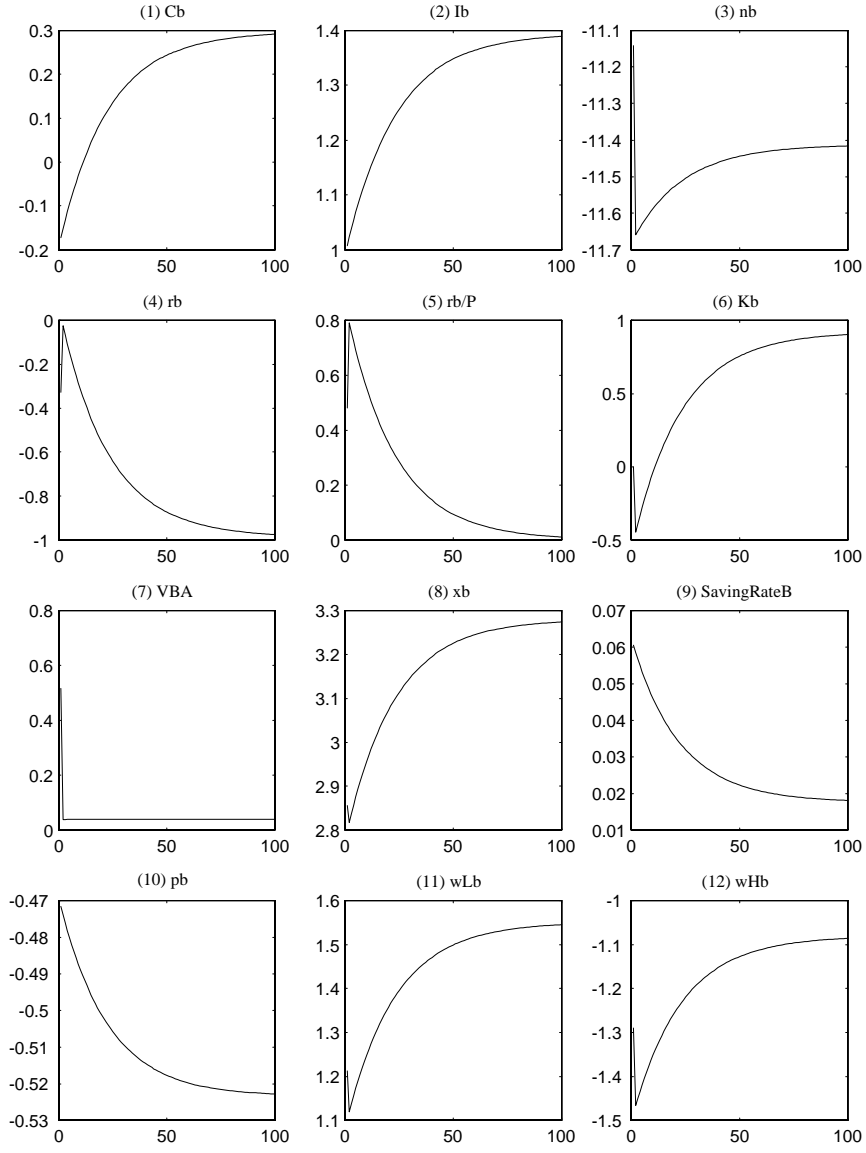 (1) Cb
0.3
0.2
0.1
0
-0.1
-0.2
0 50 100
(2) Ib
1.4
1.3
1.2
1.1
1
0 50 100
(3) nb
-11.1
-11.2
-11.3
-11.4
-11.5
-11.6
-11.7
0 50 100
(4) rb
0
-0.2
-0.4
-0.6
-0.8
-1
0 50 100
(5) rb/P
0.8
0.6
0.4
0.2
0
0 50 100
(6) Kb
1
0.5
0
-0.5
0 50 100
(7) VBA
0.8
0.6
0.4
0.2
0
0 50 100
(8) xb
3.3
3.2
3.1
3
2.9
2.8
0 50 100
(9) SavingRateB
0.07
0.06
0.05
0.04
0.03
0.02
0.01
0 50 100
(10) pb
-0.47
-0.48
-0.49
-0.5
-0.51
-0.52
-0.53
0 50 100
(11) wLb
1.6
1.5
1.4
1.3
1.2
1.1
0 50 100
(12) wHb
-1
-1.1
-1.2
-1.3
-1.4
-1.5
0 50 100